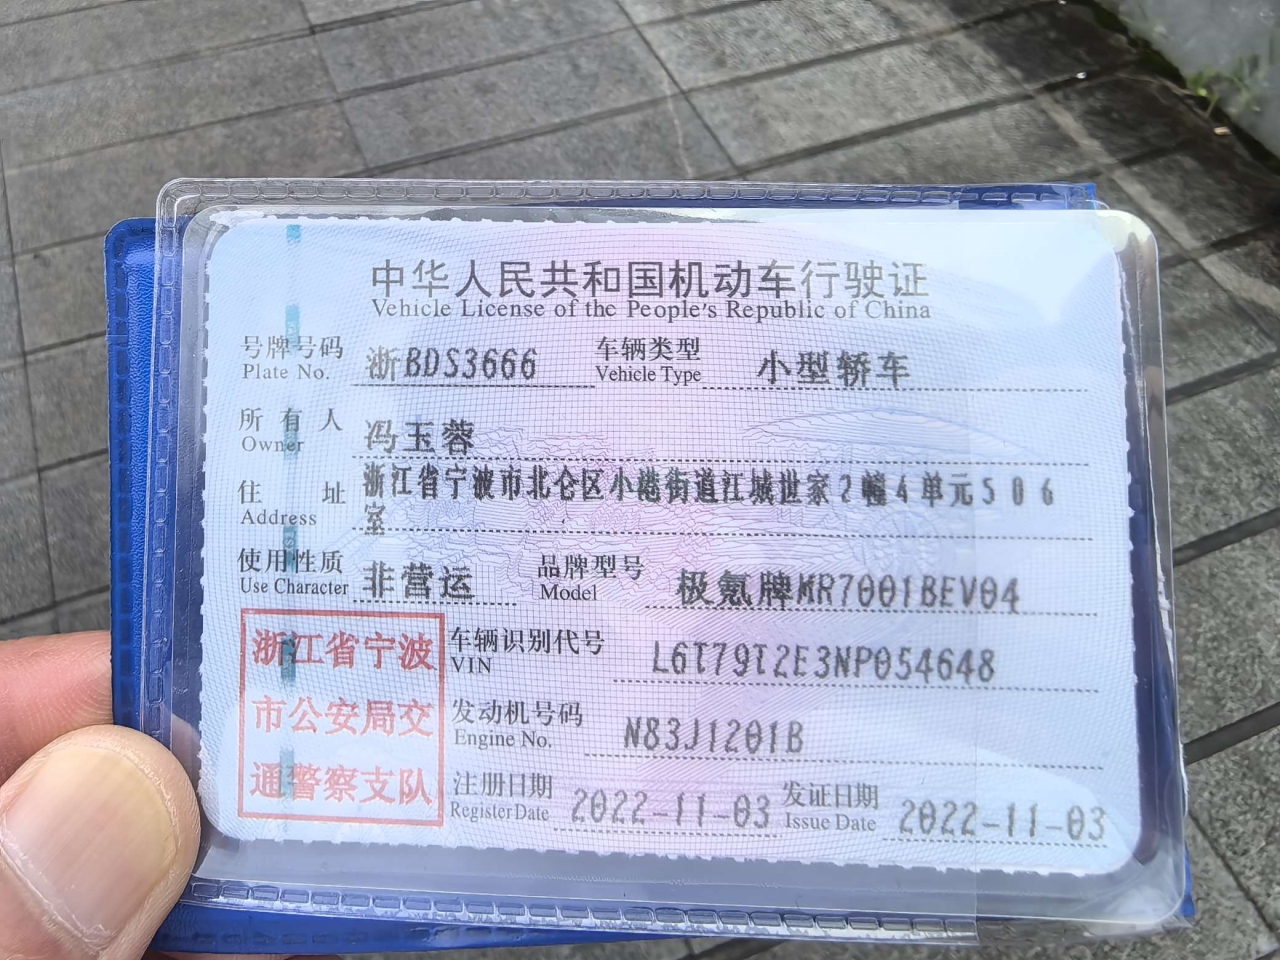 中华人民共和国机动车行驶证
Vehicle License of the People's Republic of China
号牌号码 浙BDS3666 车辆类型 小型轿车
Plate No. Vehicle Type
所有人 冯玉蓉
Owner
住址 浙江省宁波市北仑区小港街道江城世家2幢4单元506
Address 室
使用性质 非营运 品牌型号 极氪牌MR7001BEV04
Use Character Model
浙江省宁波
市公安局交
通警察支队
车辆识别代号 L6T79T2E3NP054648
VIN
发动机号码 N83J1201B
Engine No.
注册日期 2022-11-03 发证日期 2022-11-03
Register Date Issue Date